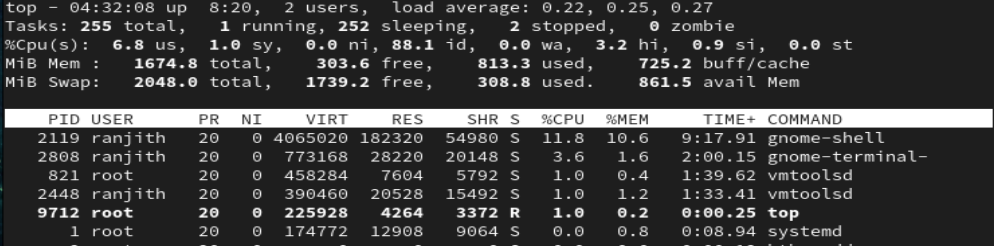 top - 04:32:08 up  8:20,  2 users,  load average: 0.22, 0.25, 0.27
Tasks: 255 total,   1 running, 252 sleeping,   2 stopped,   0 zombie
%Cpu(s):  6.8 us,  1.0 sy,  0.0 ni, 88.1 id,  0.0 wa,  3.2 hi,  0.9 si,  0.0 st
MiB Mem :   1674.8 total,    303.6 free,    813.3 used,    725.2 buff/cache
MiB Swap:   2048.0 total,   1739.2 free,    308.8 used.    861.5 avail Mem
    PID USER      PR  NI    VIRT    RES    SHR S  %CPU  %MEM     TIME+ COMMAND
   2119 ranjith   20   0 4065020 182320  54980 S  11.8  10.6   9:17.91 gnome-shell
   2808 ranjith   20   0  773168  28220  20148 S   3.6   1.6   2:00.15 gnome-terminal-
    821 root      20   0  458284   7604   5792 S   1.0   0.4   1:39.62 vmtoolsd
   2448 ranjith   20   0  390460  20528  15492 S   1.0   1.2   1:33.41 vmtoolsd
   9712 root      20   0  225928   4264   3372 R   1.0   0.2   0:00.25 top
      1 root      20   0  174772  12908   9064 S   0.0   0.8   0:08.94 systemd